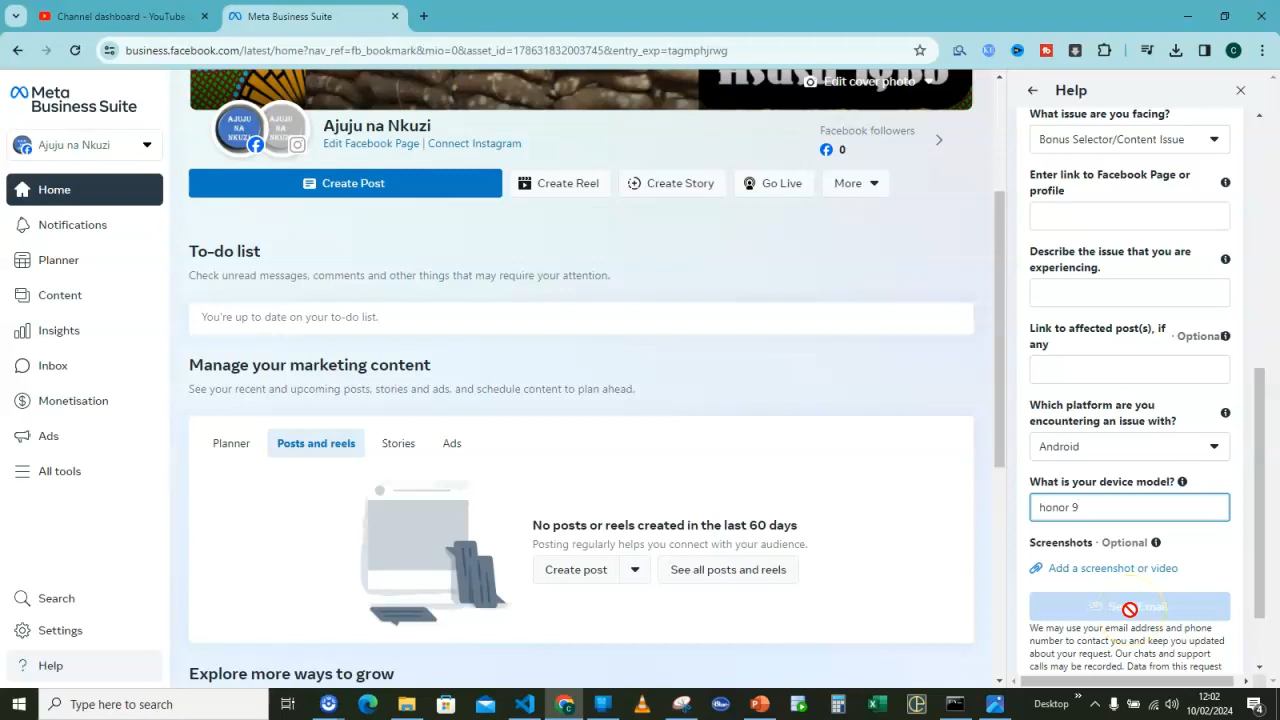 Channel dashboard - YouTube
Meta Business Suite
business.facebook.com/latest/home?nav_ref=fb_bookmark&mio=0&asset_id=178631832003745&entry_exp=tagmphjrwg
C
Meta
Business Suite
Ajuju na Nkuzi
Home
Notifications
Planner
Content
Insights
Inbox
Monetisation
Ads
All tools
Search
Settings
Help
Edit cover photo
AJUJU
NA
NKUZI
Ajuju na Nkuzi
Edit Facebook Page | Connect Instagram
Facebook followers
0
Create Post
Create Reel
Create Story
Go Live
More
To-do list
Check unread messages, comments and other things that may require your attention.
You're up to date on your to-do list.
Manage your marketing content
See your recent and upcoming posts, stories and ads, and schedule content to plan ahead.
Planner
Posts and reels
Stories
Ads
No posts or reels created in the last 60 days
Posting regularly helps you connect with your audience.
Create post
See all posts and reels
Explore more ways to grow
Help
What issue are you facing?
Bonus Selector/Content Issue
Enter link to Facebook Page or
profile
Describe the issue that you are
experiencing.
Link to affected post(s), if
any
· Optional
Which platform are you
encountering an issue with?
Android
What is your device model?
honor 9
Screenshots · Optional
Add a screenshot or video
Send Email
We may use your email address and phone
number to contact you and keep you updated
about your request. Our chats and support
calls may be recorded. Data from this request
Type here to search
Desktop
12:02
10/02/2024
4